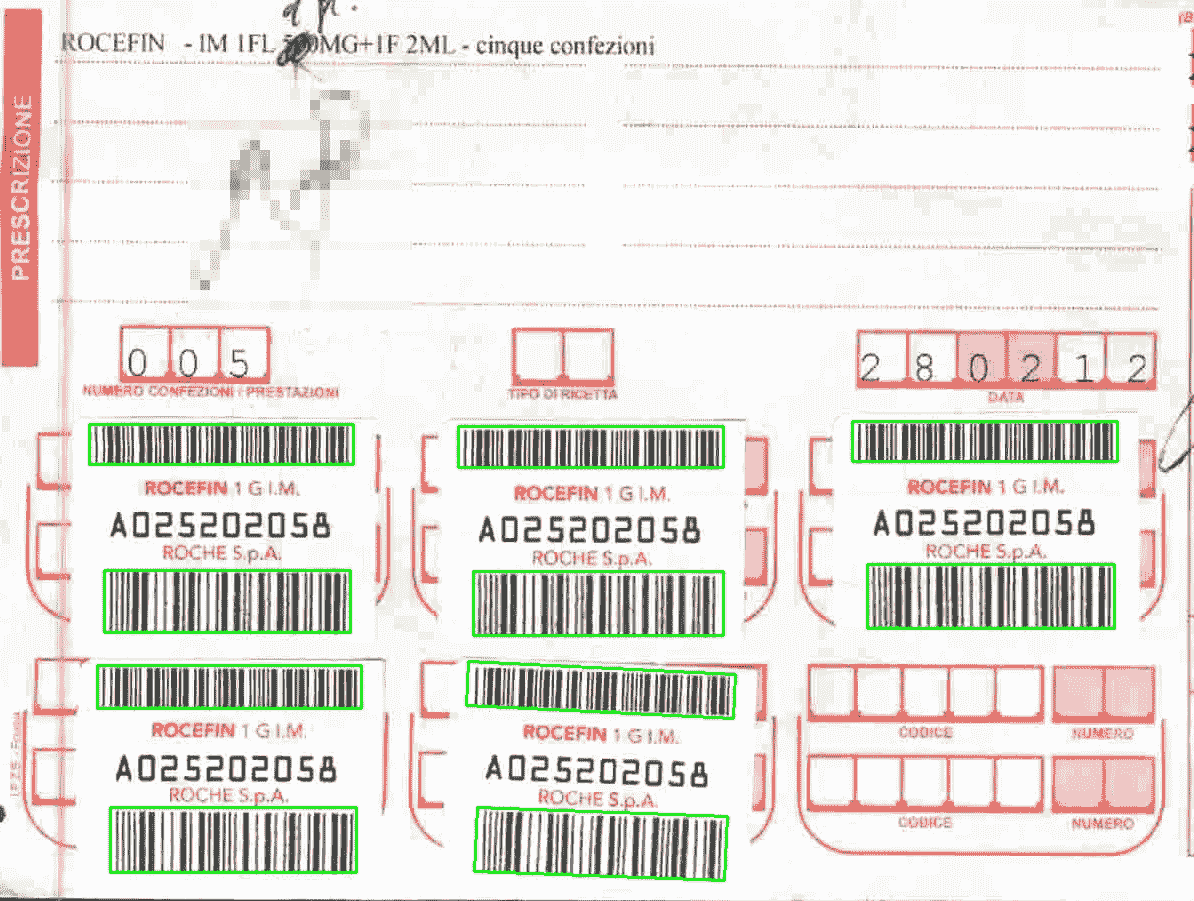 ROCEFIN - IM 1FL MG+1F 2ML - cinque confezioni
PRESCRIZIONE
0 0 5
2 8 0 2 1 2
NUMERO CONFEZIONI / PRESTAZIONI
TIPO DI RICETTA
DATA
ROCEFIN 1 G I.M.
A025202058
ROCHE S.p.A.
ROCEFIN 1 G I.M.
A025202058
ROCHE S.p.A.
ROCEFIN 1 G I.M.
A025202058
ROCHE S.p.A.
ROCEFIN 1 G I.M.
A025202058
ROCHE S.p.A.
ROCEFIN 1 G I.M.
A025202058
ROCHE S.p.A.
CODICE
NUMERO
CODICE
NUMERO